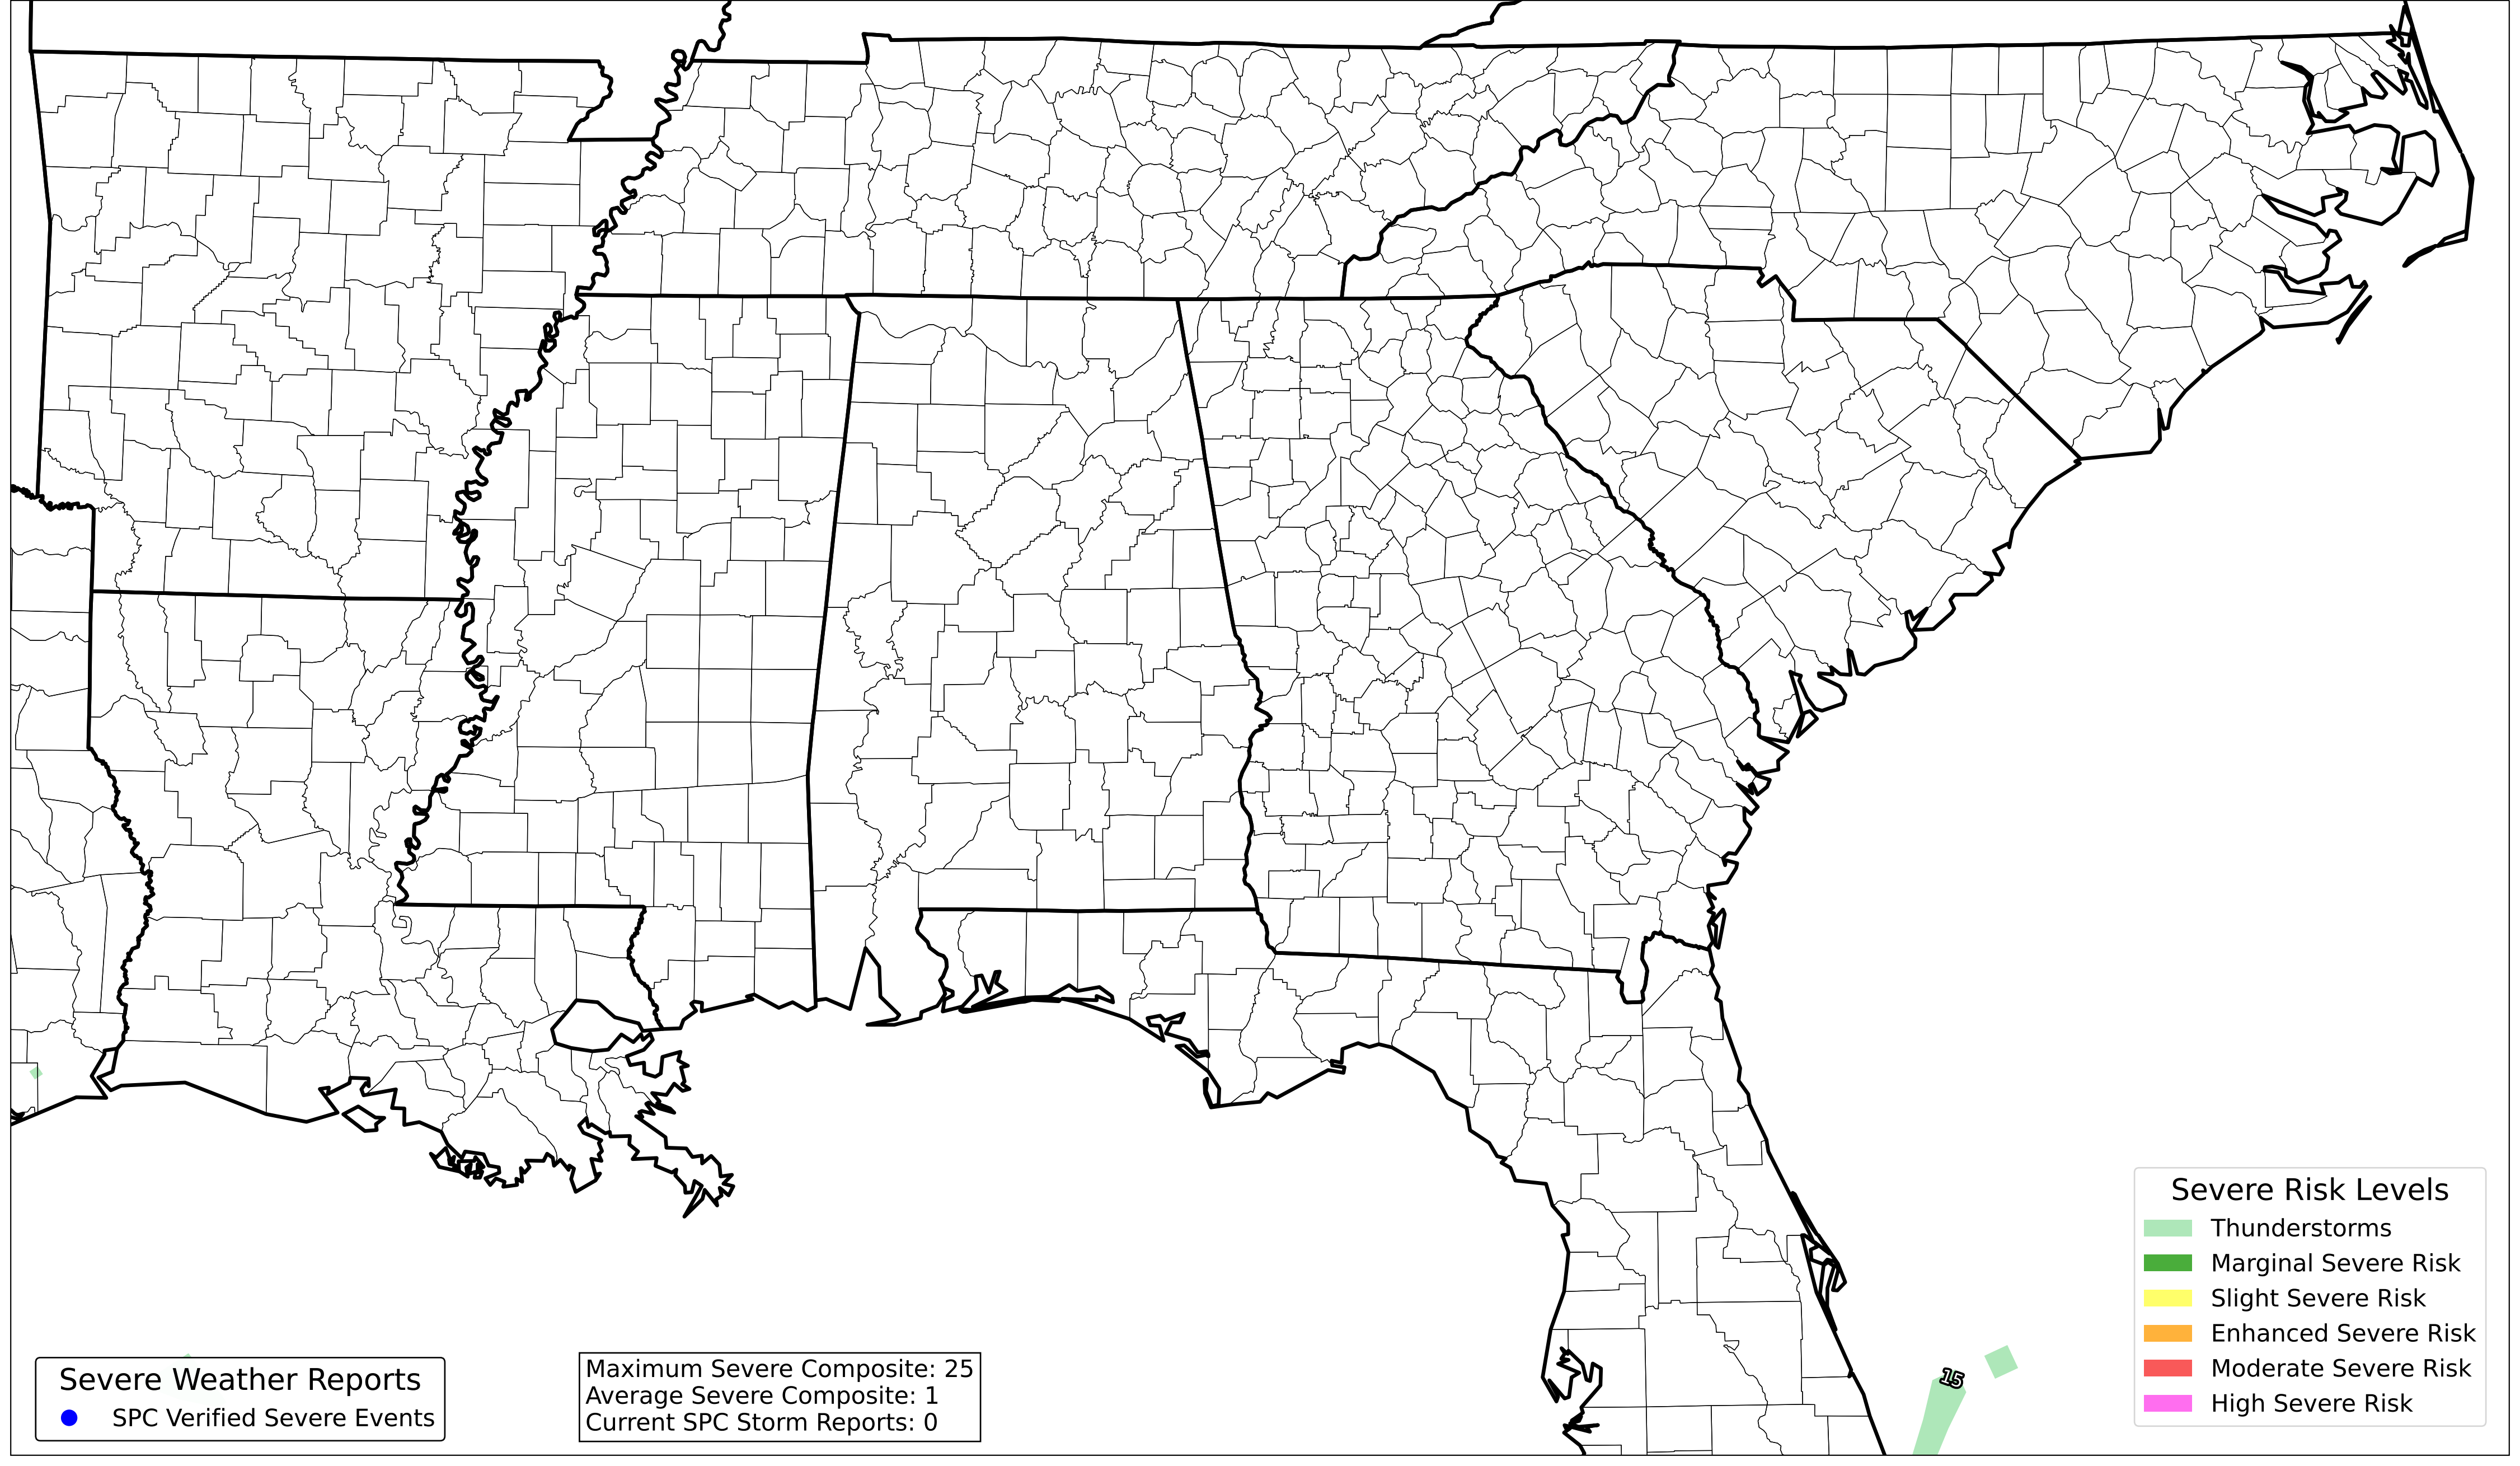 Severe Weather Reports
SPC Verified Severe Events
Maximum Severe Composite: 25
Average Severe Composite: 1
Current SPC Storm Reports: 0
15
Severe Risk Levels
Thunderstorms
Marginal Severe Risk
Slight Severe Risk
Enhanced Severe Risk
Moderate Severe Risk
High Severe Risk